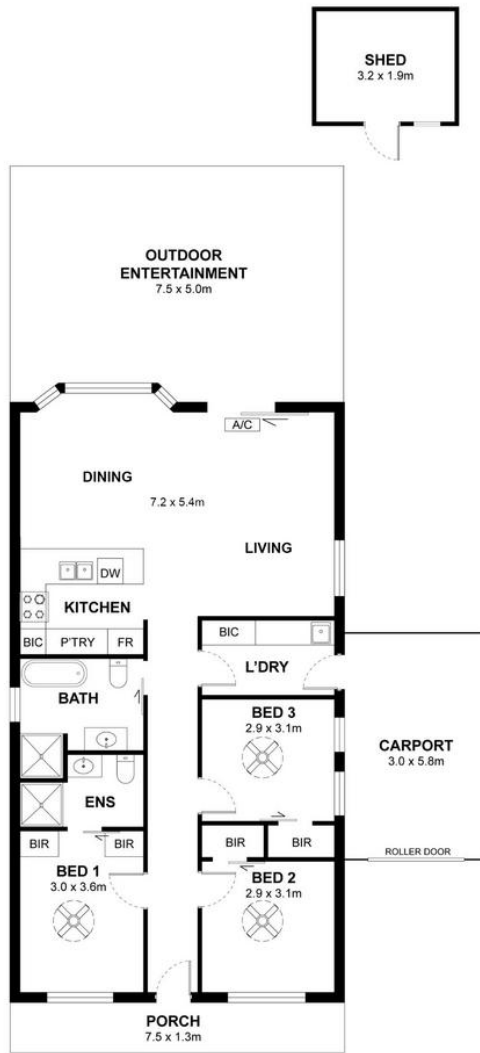 SHED
3.2 x 1.9m
OUTDOOR
ENTERTAINMENT
7.5 x 5.0m
A/C
DINING
7.2 x 5.4m
LIVING
DW
KITCHEN
BIC P'TRY FR
BIC
L'DRY
BATH
BED 3
2.9 x 3.1m
CARPORT
3.0 x 5.8m
ENS
ROLLER DOOR
BIR BIR
BIR BIR
BED 1
3.0 x 3.6m
BED 2
2.9 x 3.1m
PORCH
7.5 x 1.3m